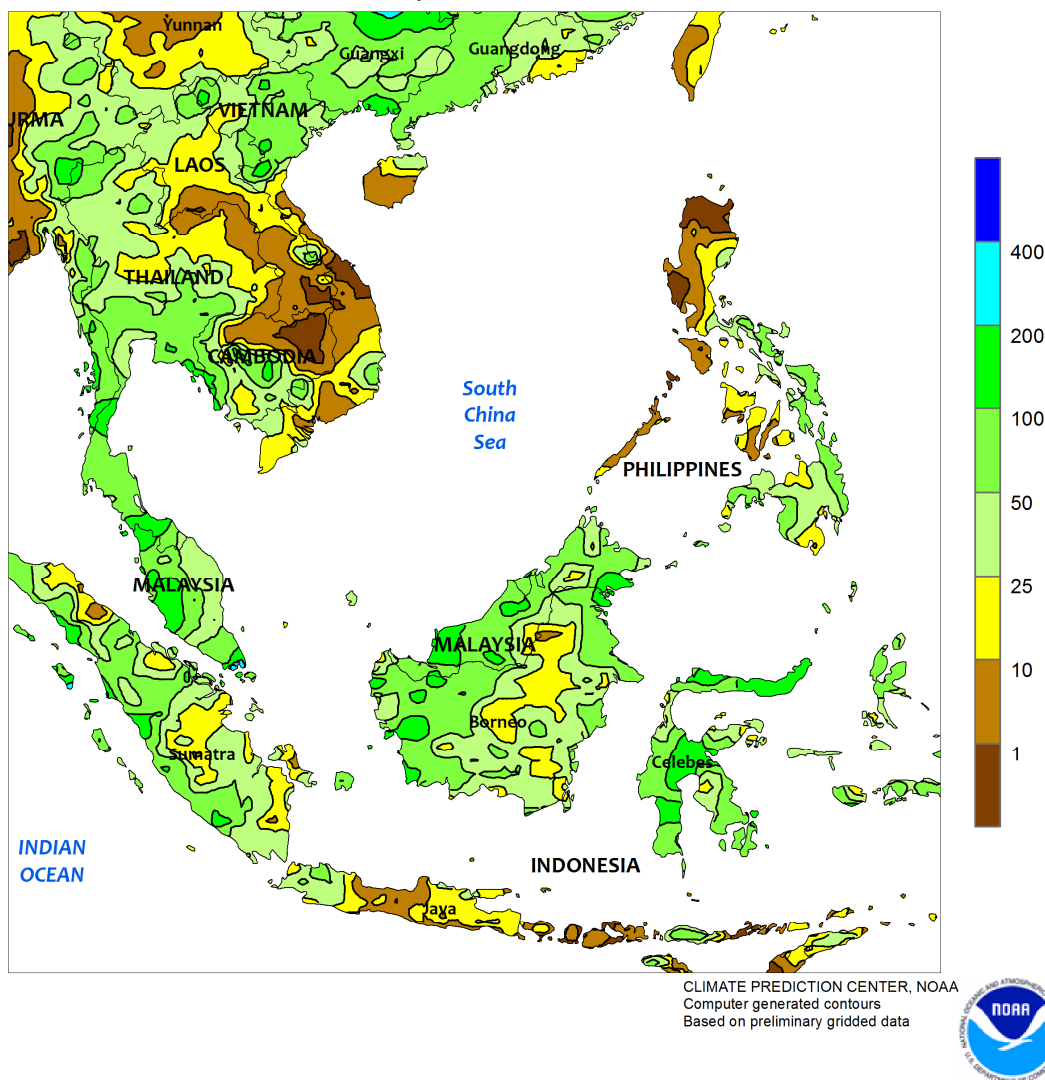 Yunnan
Guangxi
Guangdong
URMA
VIETNAM
LAOS
THAILAND
CAMBODIA
South
China
Sea
PHILIPPINES
MALAYSIA
MALAYSIA
Borneo
Sumatra
Celebes
INDIAN
OCEAN
INDONESIA
Java
400
200
100
50
25
10
1
CLIMATE PREDICTION CENTER, NOAA
Computer generated contours
Based on preliminary gridded data
NOAA